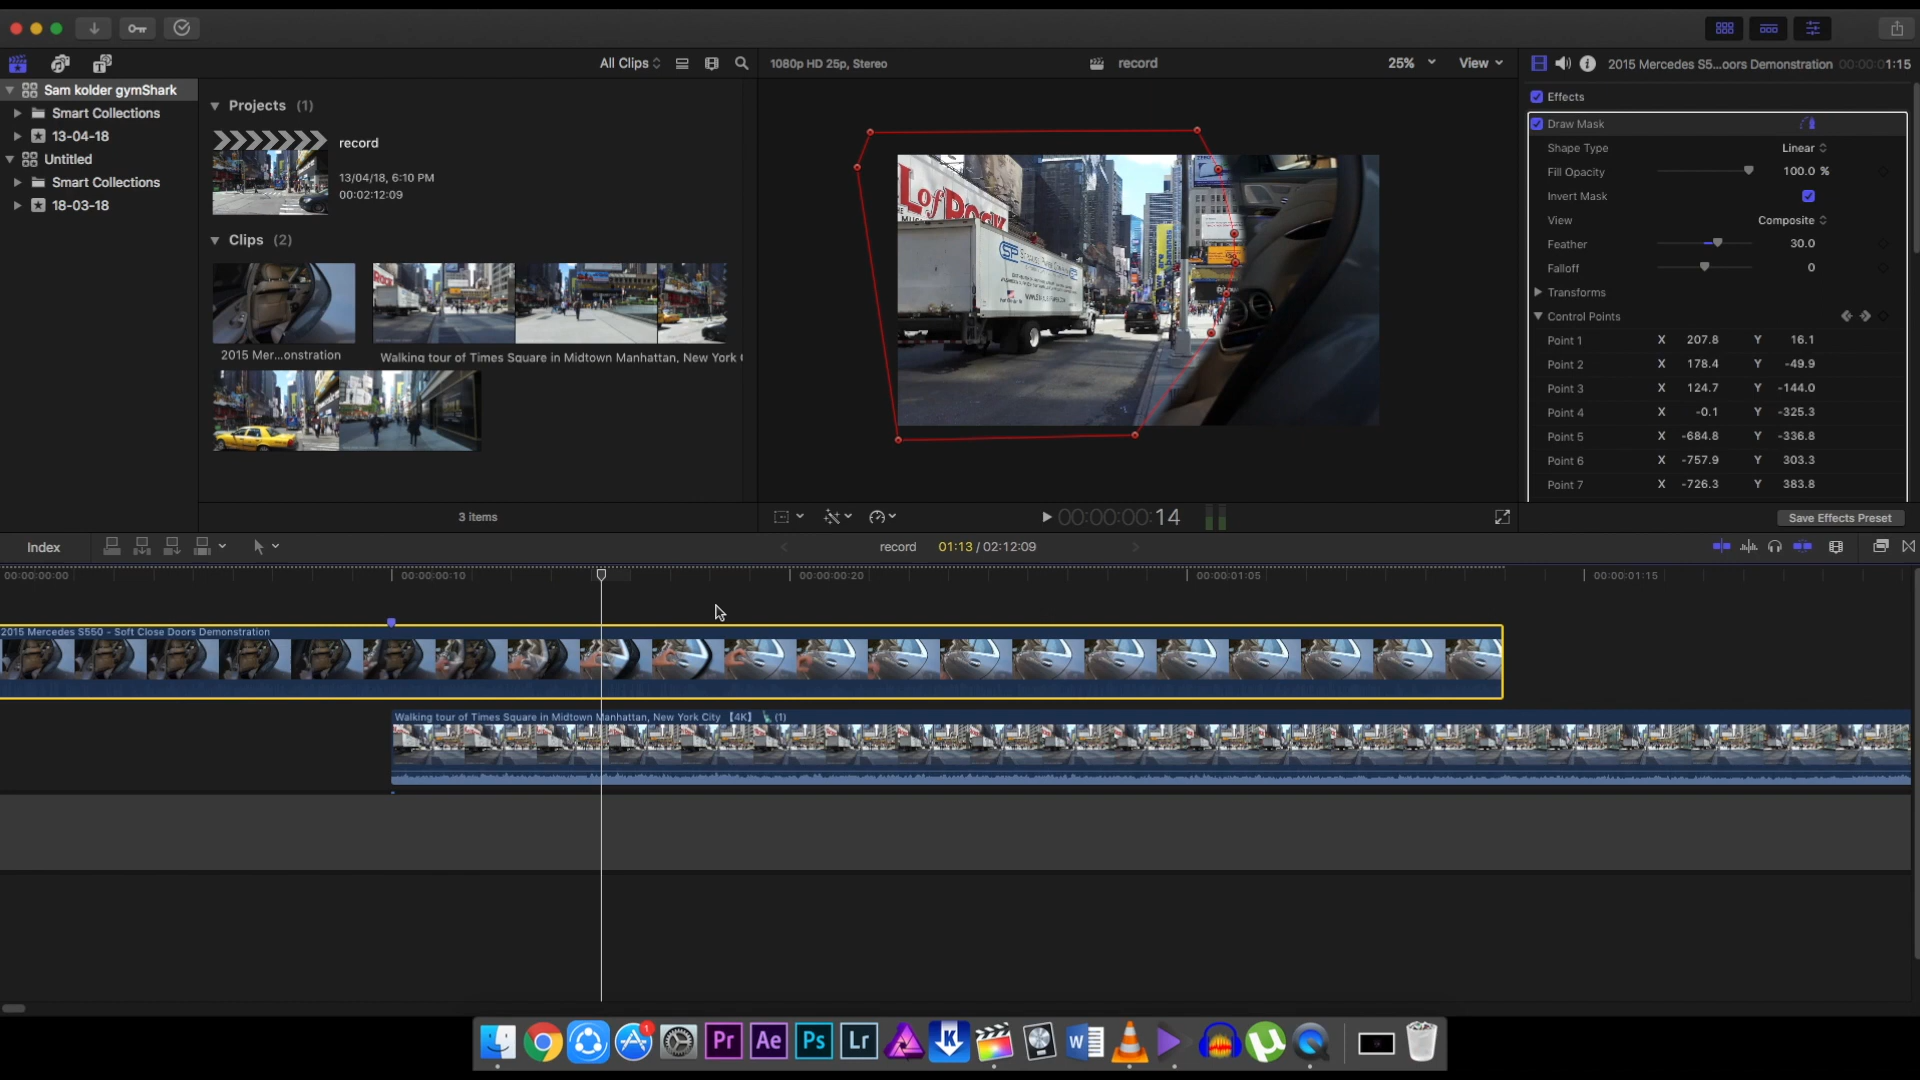 All Clips
1080p HD 25p, Stereo
record
25%
View
2015 Mercedes S5...oors Demonstration
00:00:01:15
Sam kolder gymShark
Smart Collections
13-04-18
Untitled
Smart Collections
18-03-18
Projects (1)
record
13/04/18, 6:10 PM
00:02:12:09
Clips (2)
2015 Mer...onstration
Walking tour of Times Square in Midtown Manhattan, New York
3 items
Effects
Draw Mask
Shape Type Linear
Fill Opacity 100.0 %
Invert Mask
View Composite
Feather 30.0
Falloff 0
Transforms
Control Points
Point 1 X 207.8 Y 16.1
Point 2 X 178.4 Y -49.9
Point 3 X 124.7 Y -144.0
Point 4 X -0.1 Y -325.3
Point 5 X -684.8 Y -336.8
Point 6 X -757.9 Y 303.3
Point 7 X -726.3 Y 383.8
Save Effects Preset
00:00:00:14
Index
record 01:13 / 02:12:09
00:00:00:00
00:00:00:10
00:00:00:20
00:00:01:05
00:00:01:15
2015 Mercedes S550 - Soft Close Doors Demonstration
Walking tour of Times Square in Midtown Manhattan, New York City 【4K】🗽 (1)
1
Pr
Ae
Ps
Lr
K
W